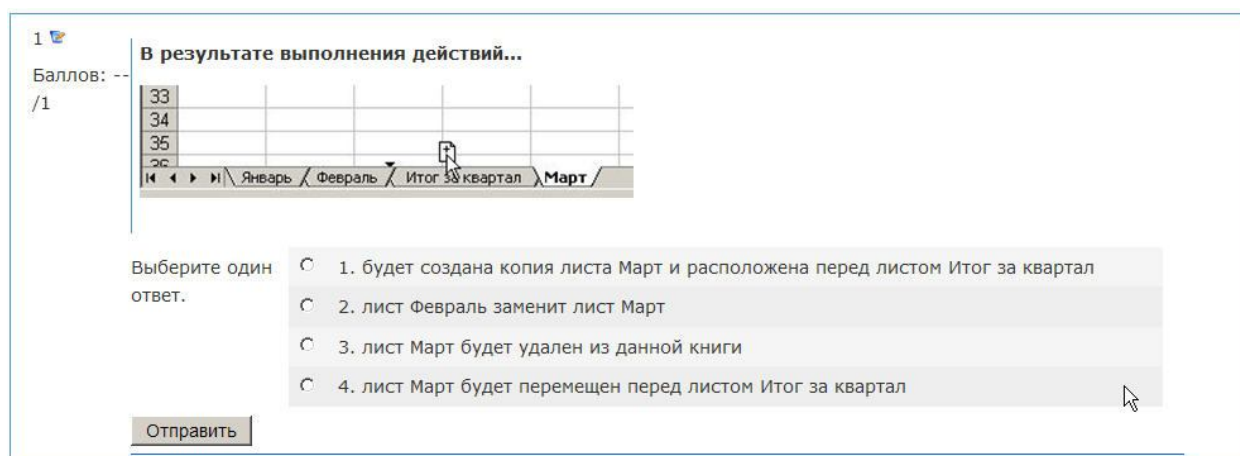 1
Баллов: --
/1
В результате выполнения действий...
33
34
35
36
Январь Февраль Итог за квартал Март
Выберите один
ответ.
1. будет создана копия листа Март и расположена перед листом Итог за квартал
2. лист Февраль заменит лист Март
3. лист Март будет удален из данной книги
4. лист Март будет перемещен перед листом Итог за квартал
Отправить